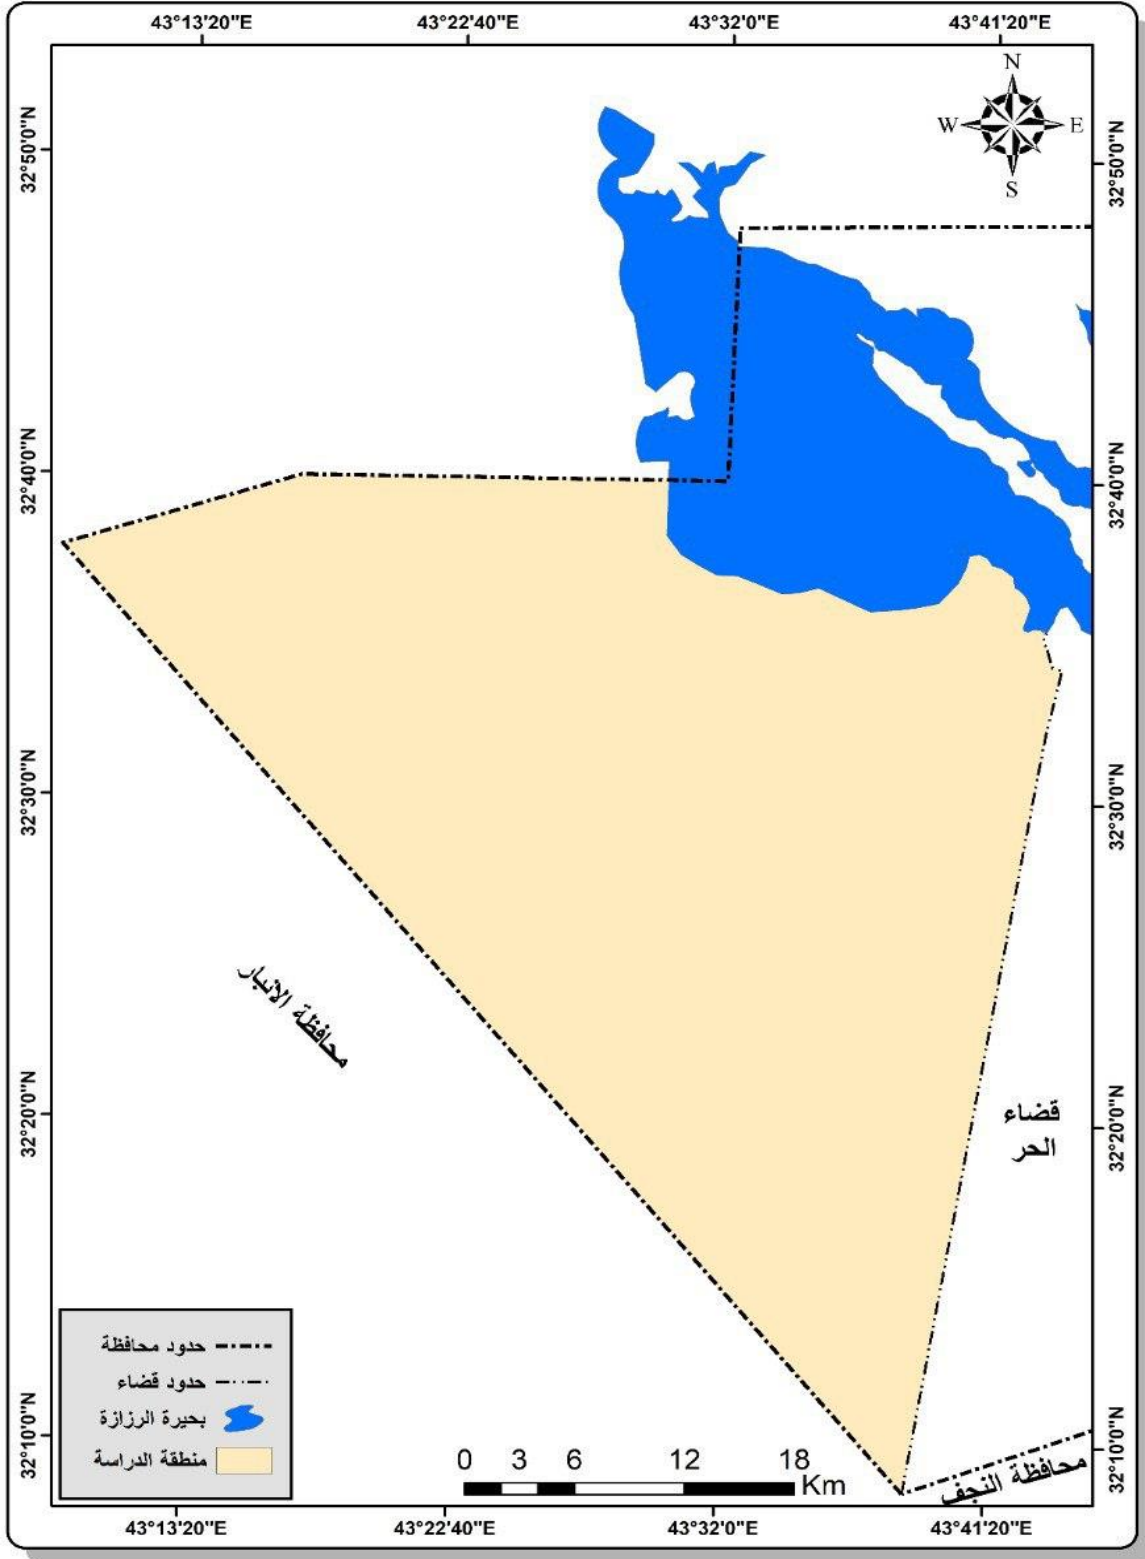 43°13'20"E
43°22'40"E
43°32'0"E
43°41'20"E
N
W E
S
32°50'0"N
32°50'0"N
32°40'0"N
32°40'0"N
32°30'0"N
32°30'0"N
محافظة الانبار
32°20'0"N
32°20'0"N
قضاء
الحر
حدود محافظة
حدود قضاء
بحيرة الرزازة
منطقة الدراسة
32°10'0"N
32°10'0"N
محافظة النجف
0 3 6 12 18
Km
43°13'20"E
43°22'40"E
43°32'0"E
43°41'20"E